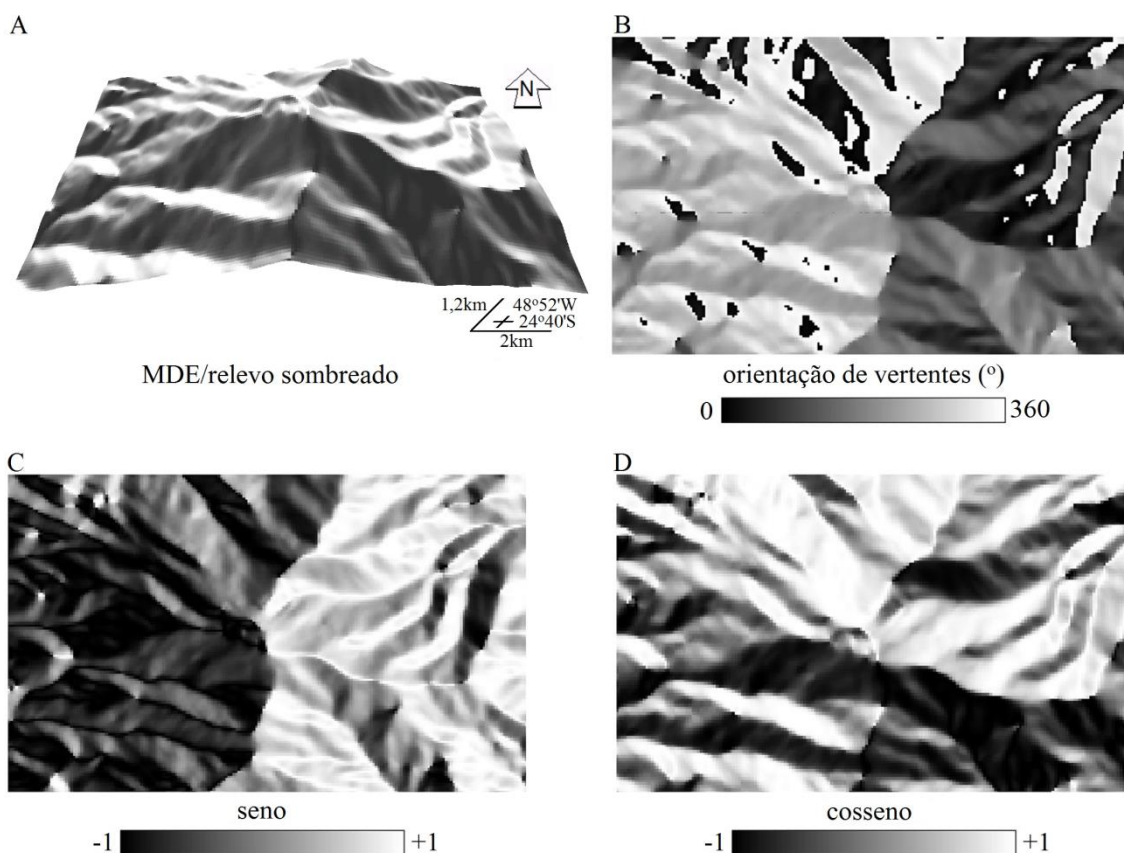 A
N
1,2km
48º52'W
24º40'S
2km
MDE/relevo sombreado
B
orientação de vertentes (º)
0
360
C
seno
-1
+1
D
cosseno
-1
+1